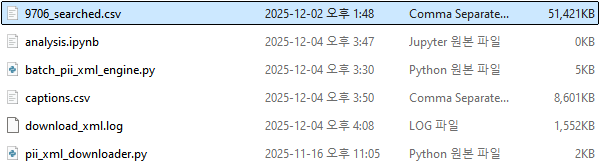 9706_searched.csv 2025-12-02 오후 1:48 Comma Separate... 51,421KB
analysis.ipynb 2025-12-04 오후 3:47 Jupyter 원본 파일 0KB
batch_pii_xml_engine.py 2025-12-04 오후 3:30 Python 원본 파일 5KB
captions.csv 2025-12-04 오후 3:50 Comma Separate... 8,601KB
download_xml.log 2025-12-04 오후 4:08 LOG 파일 1,552KB
pii_xml_downloader.py 2025-11-16 오후 11:05 Python 원본 파일 2KB